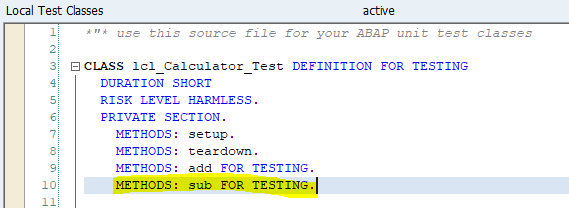 Local Test Classes active
1 *"* use this source file for your ABAP unit test classes
2
3 CLASS lcl_Calculator_Test DEFINITION FOR TESTING
4 DURATION SHORT
5 RISK LEVEL HARMLESS.
6 PRIVATE SECTION.
7 METHODS: setup.
8 METHODS: teardown.
9 METHODS: add FOR TESTING.
10 METHODS: sub FOR TESTING.
11